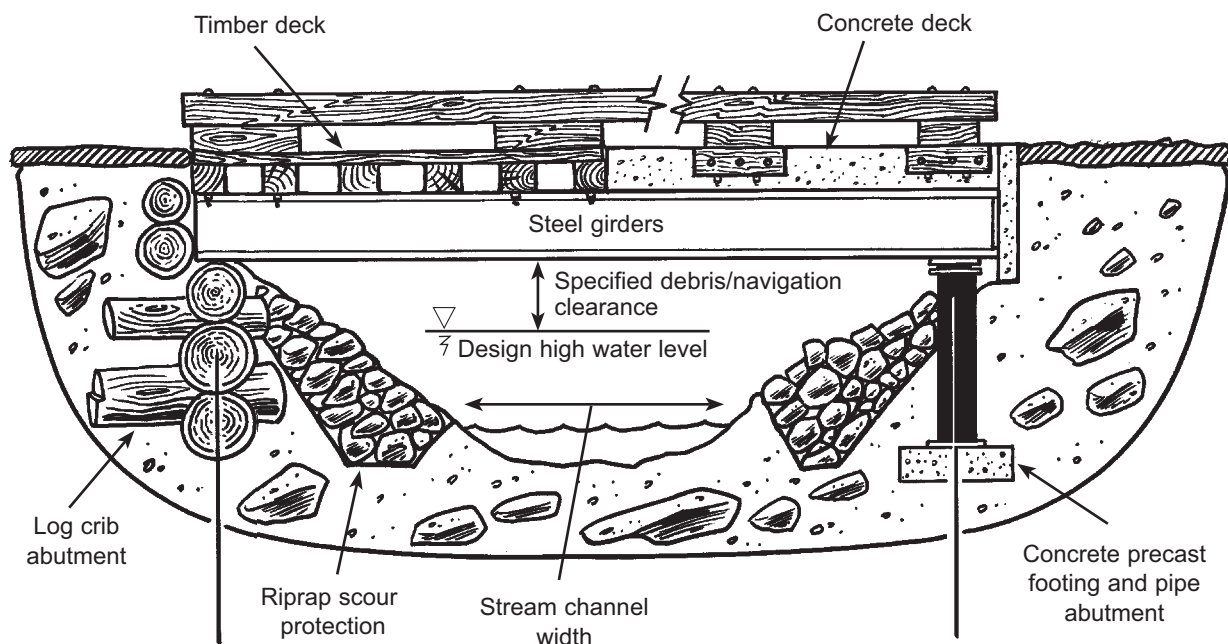 Timber deck
Concrete deck
Steel girders
Specified debris/navigation
clearance
Design high water level
Log crib
abutment
Riprap scour
protection
Stream channel
width
Concrete precast
footing and pipe
abutment